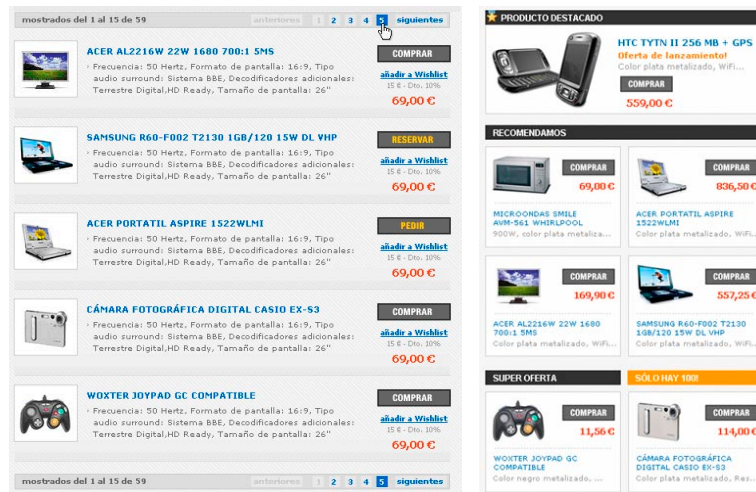 mostrados del 1 al 15 de 59
anteriores 1 2 3 4 5 siguientes
ACER AL2216W 22W 1680 700:1 5MS
› Frecuencia: 50 Hertz, Formato de pantalla: 16:9, Tipo
audio surround: Sistema BBE, Decodificadores adicionales:
Terrestre Digital,HD Ready, Tamaño de pantalla: 26"
COMPRAR
añadir a Wishlist
15 € - Dto. 10%
69,00 €
SAMSUNG R60-F002 T2130 1GB/120 15W DL VHP
› Frecuencia: 50 Hertz, Formato de pantalla: 16:9, Tipo
audio surround: Sistema BBE, Decodificadores adicionales:
Terrestre Digital,HD Ready, Tamaño de pantalla: 26"
RESERVAR
añadir a Wishlist
15 € - Dto. 10%
69,00 €
ACER PORTATIL ASPIRE 1522WLMI
› Frecuencia: 50 Hertz, Formato de pantalla: 16:9, Tipo
audio surround: Sistema BBE, Decodificadores adicionales:
Terrestre Digital,HD Ready, Tamaño de pantalla: 26"
PEDIR
añadir a Wishlist
15 € - Dto. 10%
69,00 €
CÁMARA FOTOGRÁFICA DIGITAL CASIO EX-S3
› Frecuencia: 50 Hertz, Formato de pantalla: 16:9, Tipo
audio surround: Sistema BBE, Decodificadores adicionales:
Terrestre Digital,HD Ready, Tamaño de pantalla: 26"
COMPRAR
añadir a Wishlist
15 € - Dto. 10%
69,00 €
WOXTER JOYPAD GC COMPATIBLE
› Frecuencia: 50 Hertz, Formato de pantalla: 16:9, Tipo
audio surround: Sistema BBE, Decodificadores adicionales:
Terrestre Digital,HD Ready, Tamaño de pantalla: 26"
COMPRAR
añadir a Wishlist
15 € - Dto. 10%
69,00 €
mostrados del 1 al 15 de 59
anteriores 1 2 3 4 5 siguientes
PRODUCTO DESTACADO
HTC TYTN II 256 MB + GPS
Oferta de lanzamiento!
Color plata metalizado, WiFi...
COMPRAR
559,00 €
RECOMENDAMOS
COMPRAR
69,00 €
MICROONDAS SMILE
AVM-561 WHIRLPOOL
900W, color plata metaliza...
COMPRAR
836,50 €
ACER PORTATIL ASPIRE
1522WLMI
Color plata metalizado, WiFi...
COMPRAR
169,90 €
ACER AL2216W 22W 1680
700:1 5MS
Color plata metalizado, WiFi...
COMPRAR
557,25 €
SAMSUNG R60-F002 T2130
1GB/120 15W DL VHP
Color plata metalizado, WiFi...
SUPER OFERTA
COMPRAR
11,56 €
WOXTER JOYPAD GC
COMPATIBLE
Color negro metalizado, ...
SÓLO HAY 100!
COMPRAR
114,00 €
CÁMARA FOTOGRÁFICA
DIGITAL CASIO EX-S3
Color plata metalizado, Res...